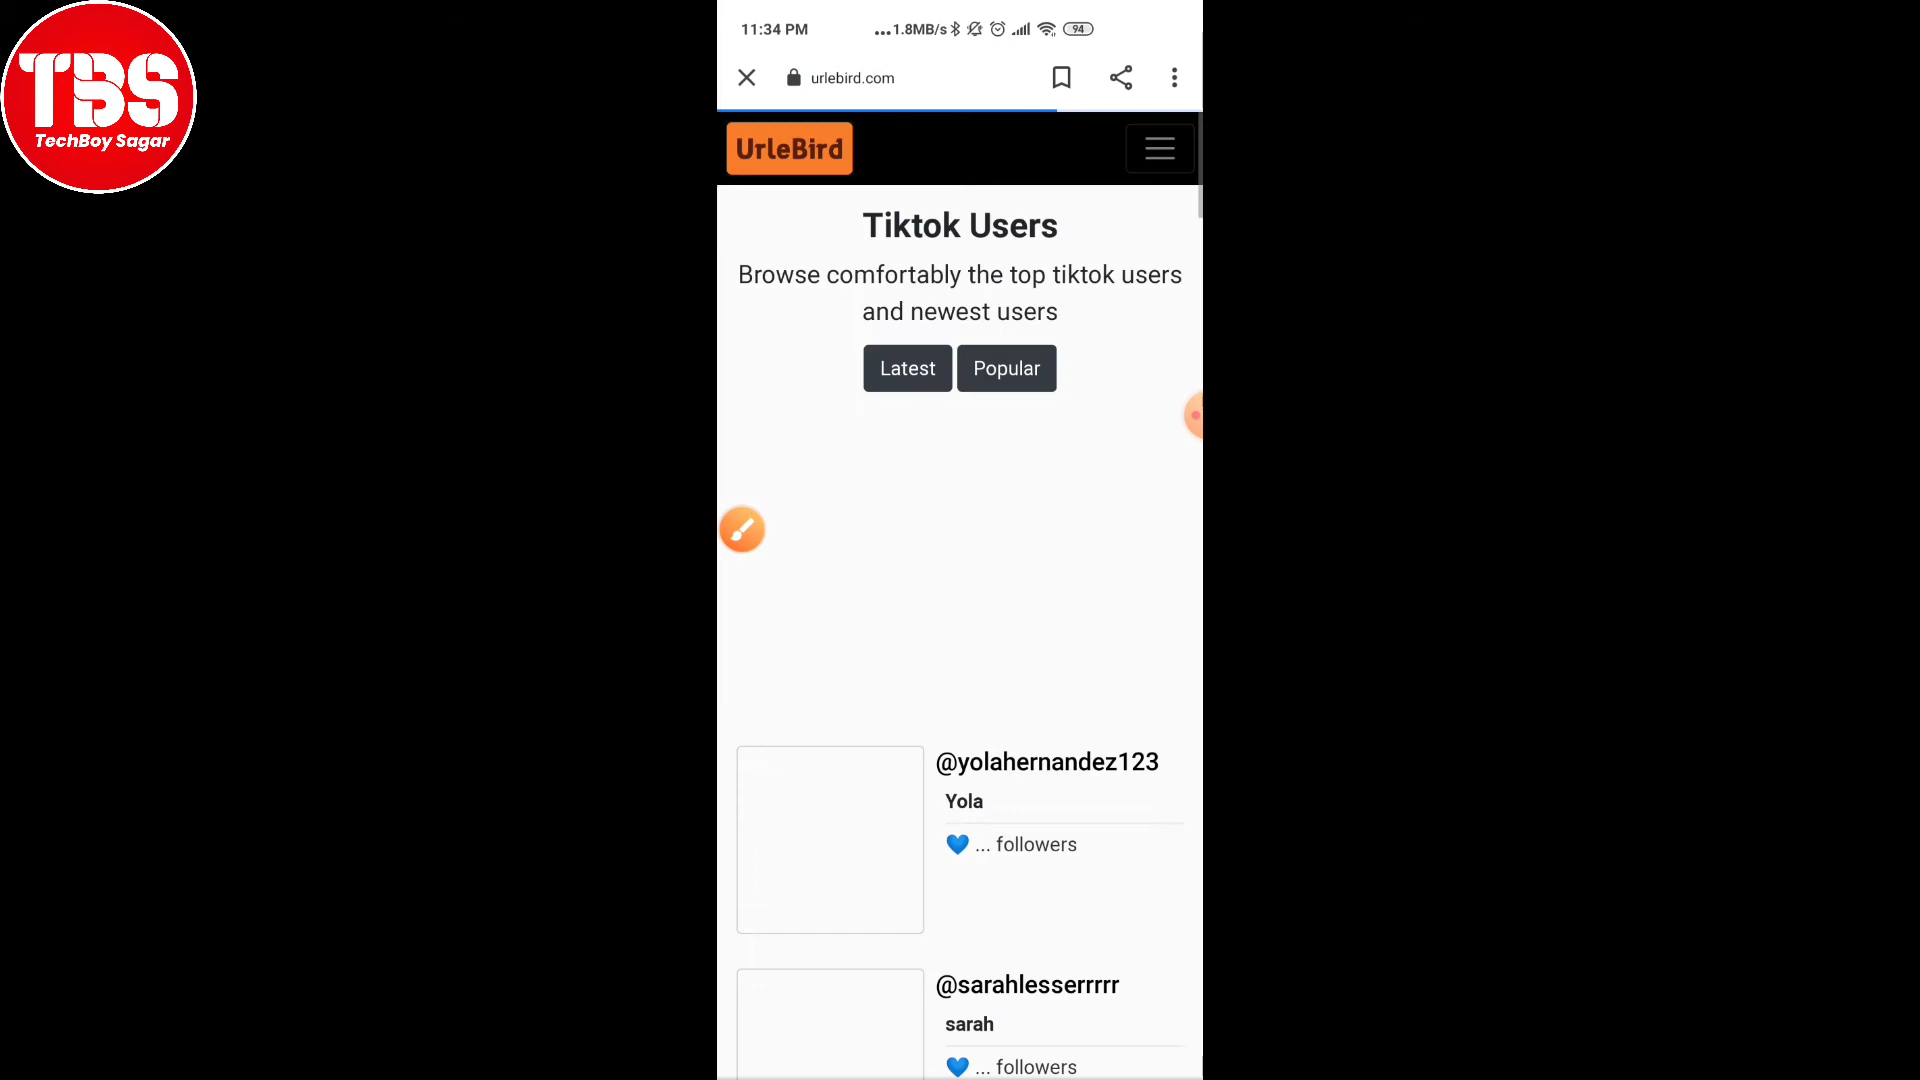 TBS
TechBoy Sagar
11:34 PM
...1.8MB/s
94
urlebird.com
UrleBird
Tiktok Users
Browse comfortably the top tiktok users
and newest users
Latest
Popular
@yolahernandez123
Yola
💙 ... followers
@sarahlesserrrrr
sarah
💙 ... followers